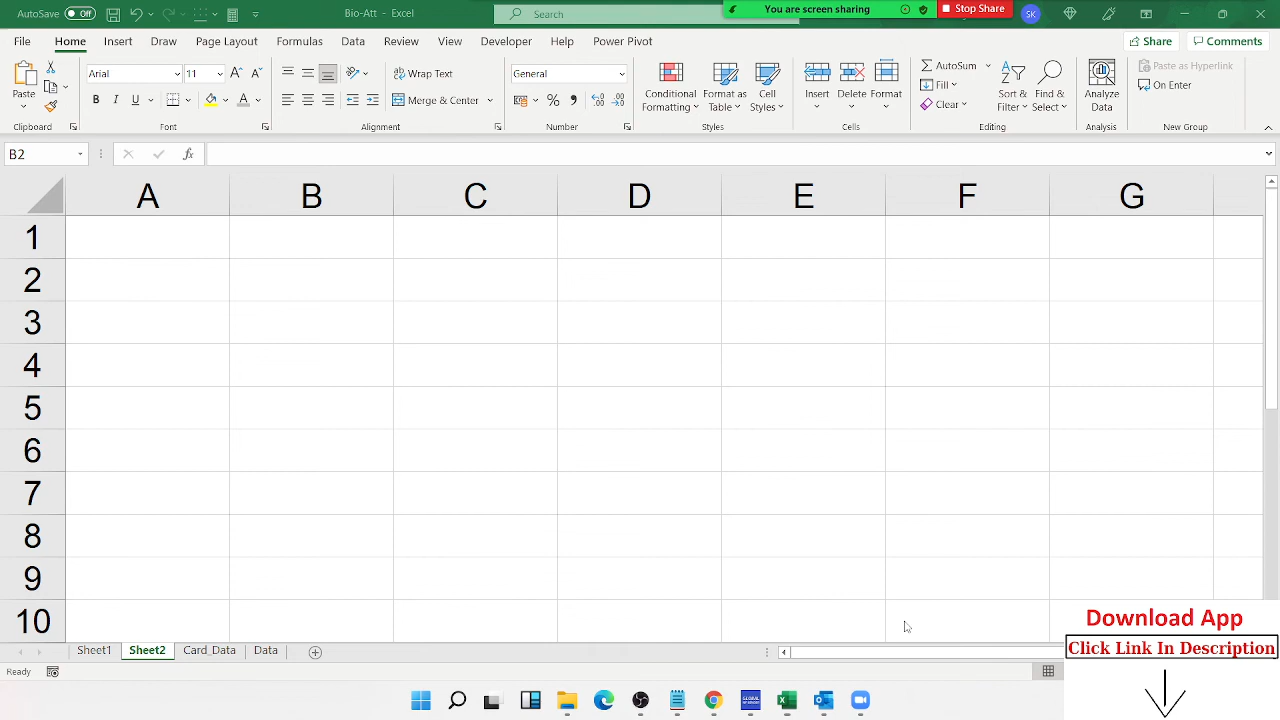 AutoSave Off Bio-Att - Excel Search You are screen sharing Stop Share SK
File Home Insert Draw Page Layout Formulas Data Review View Developer Help Power Pivot Share Comments
Paste Arial 11 Wrap Text General Conditional Formatting Format as Table Cell Styles Insert Delete Format AutoSum Fill Clear Sort & Filter Find & Select Analyze Data Paste as Hyperlink On Enter
B I U Merge & Center
Clipboard Font Alignment Number Styles Cells Editing Analysis New Group
B2 fx
A B C D E F G
1
2
3
4
5
6
7
8
9
10
Download App
Click Link In Description
Sheet1 Sheet2 Card_Data Data
Ready